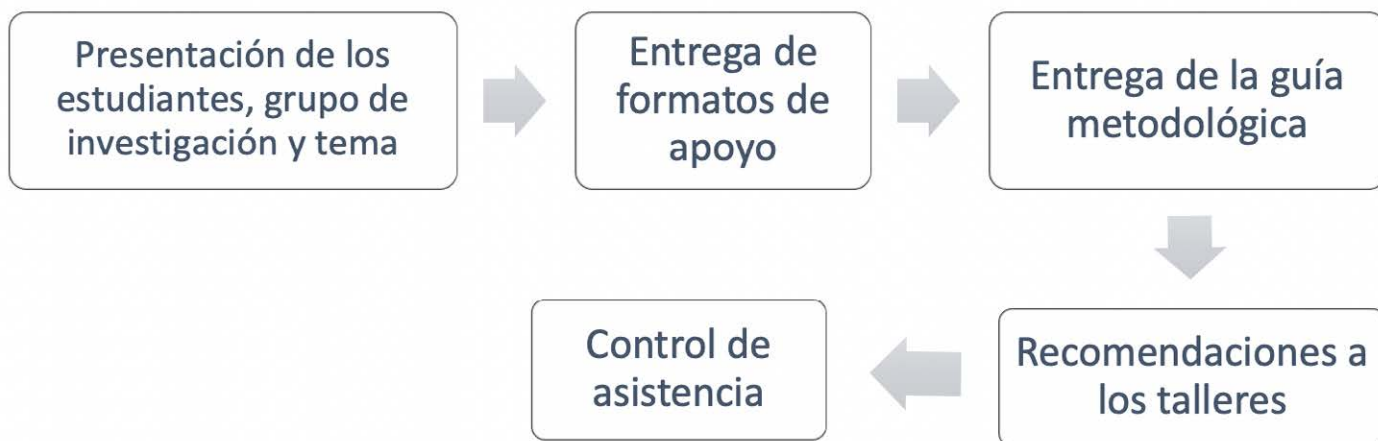 Presentación de los
estudiantes, grupo de
investigación y tema
Entrega de
formatos de
apoyo
Entrega de la guía
metodológica
Recomendaciones a
los talleres
Control de
asistencia